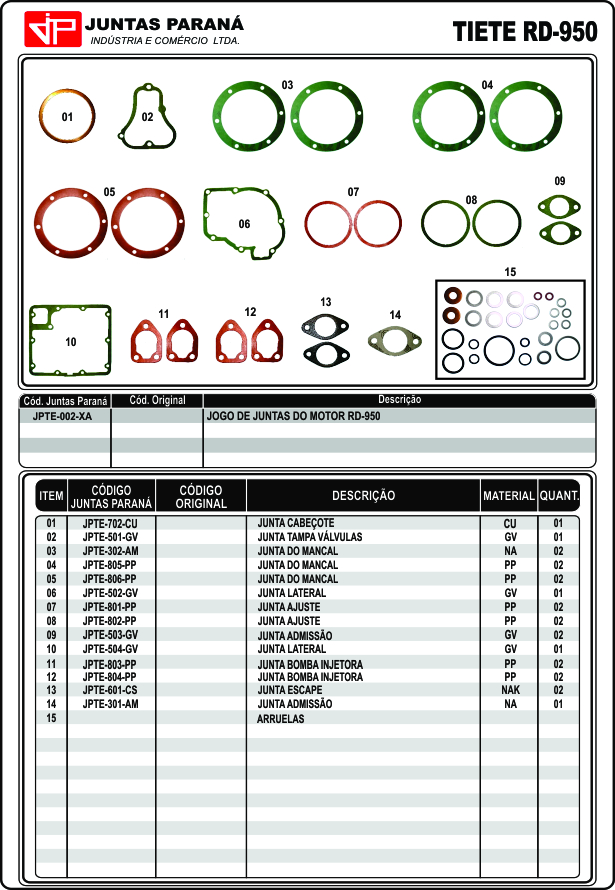 JP
JUNTAS PARANÁ
INDÚSTRIA E COMÉRCIO LTDA.
TIETE RD-950
01
02
03
04
05
06
07
08
09
10
11
12
13
14
15
Cód. Juntas Paraná Cód. Original Descrição
JPTE-002-XA JOGO DE JUNTAS DO MOTOR RD-950
ITEM CÓDIGO JUNTAS PARANÁ CÓDIGO ORIGINAL DESCRIÇÃO MATERIAL QUANT.
01 JPTE-702-CU JUNTA CABEÇOTE CU 01
02 JPTE-501-GV JUNTA TAMPA VÁLVULAS GV 01
03 JPTE-302-AM JUNTA DO MANCAL NA 02
04 JPTE-805-PP JUNTA DO MANCAL PP 02
05 JPTE-806-PP JUNTA DO MANCAL PP 02
06 JPTE-502-GV JUNTA LATERAL GV 01
07 JPTE-801-PP JUNTA AJUSTE PP 02
08 JPTE-802-PP JUNTA AJUSTE PP 02
09 JPTE-503-GV JUNTA ADMISSÃO GV 02
10 JPTE-504-GV JUNTA LATERAL GV 01
11 JPTE-803-PP JUNTA BOMBA INJETORA PP 02
12 JPTE-804-PP JUNTA BOMBA INJETORA PP 02
13 JPTE-601-CS JUNTA ESCAPE NAK 02
14 JPTE-301-AM JUNTA ADMISSÃO NA 01
15 ARRUELAS